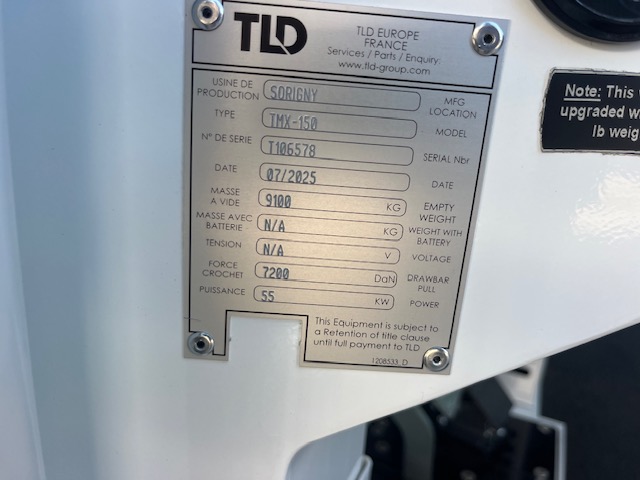 TLD
TLD EUROPE
FRANCE
Services / Parts / Enquiry:
www.tld-group.com
USINE DE PRODUCTION SORIGNY MFG LOCATION
TYPE TMX-150 MODEL
N° DE SERIE T106578 SERIAL Nbr
DATE 07/2025 DATE
MASSE A VIDE 9100 KG EMPTY WEIGHT
MASSE AVEC BATTERIE N/A KG WEIGHT WITH BATTERY
TENSION N/A V VOLTAGE
FORCE CROCHET 7200 DaN DRAWBAR PULL
PUISSANCE 55 KW POWER
This Equipment is subject to
a Retention of title clause
until full payment to TLD
1208533_D
Note: This
upgraded
lb